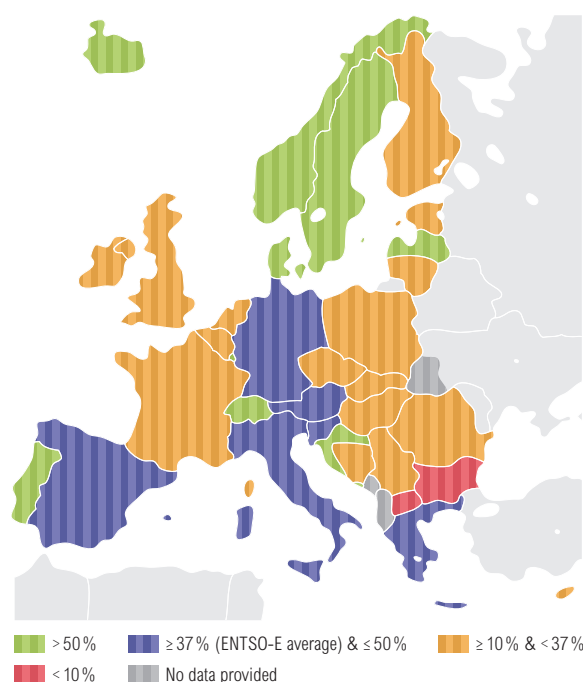 > 50 % ≥ 37 % (ENTSO-E average) & ≤ 50 % ≥ 10 % & < 37 %
< 10 % No data provided